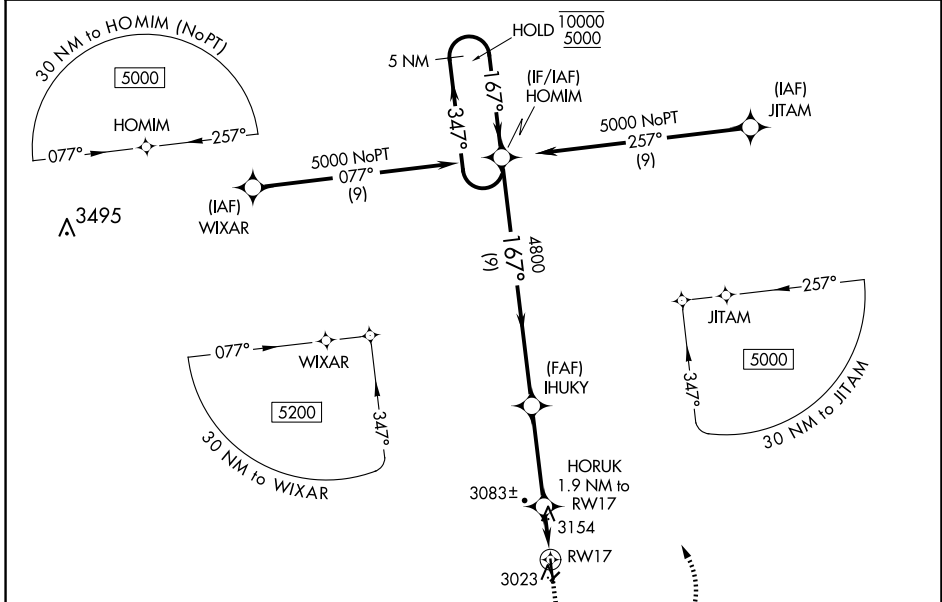 30 NM to HOMIM (NoPT)
5000
HOMIM
077°
257°
HOLD 10000
5000
5 NM
167°
347°
(IF/IAF)
HOMIM
(IAF)
JITAM
5000 NoPT
257°
(9)
5000 NoPT
077°
(9)
(IAF)
WIXAR
3495
4800
167°
(9)
077°
WIXAR
347°
5200
30 NM to WIXAR
257°
JITAM
347°
5000
30 NM to JITAM
(FAF)
IHUKY
HORUK
1.9 NM to
RW17
3083±
3154
RW17
3023